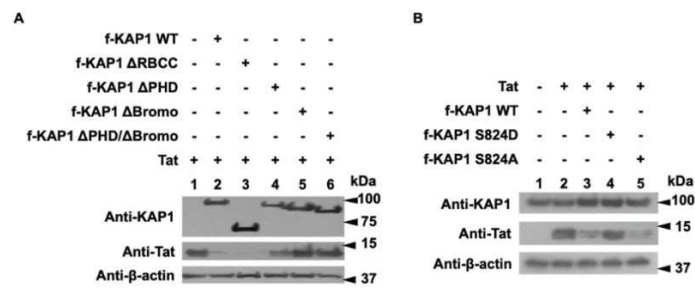 A
f-KAP1 WT - + - - - -
f-KAP1 ΔRBCC - - + - - -
f-KAP1 ΔPHD - - - + - -
f-KAP1 ΔBromo - - - - + -
f-KAP1 ΔPHD/ΔBromo - - - - - +
Tat + + + + + +
1 2 3 4 5 6 kDa
Anti-KAP1 100
75
Anti-Tat 15
Anti-β-actin 37
B
Tat - + + + +
f-KAP1 WT - - + - -
f-KAP1 S824D - - - + -
f-KAP1 S824A - - - - +
1 2 3 4 5 kDa
Anti-KAP1 100
Anti-Tat 15
Anti-β-actin 37